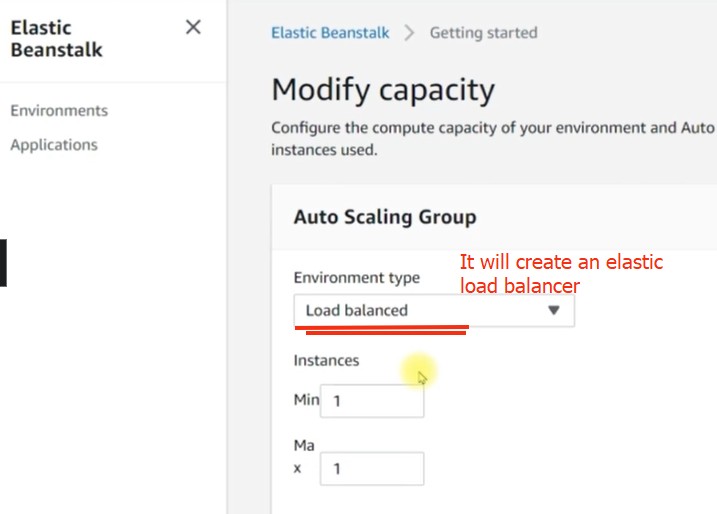 Elastic
Beanstalk
Environments
Applications
Elastic Beanstalk > Getting started
Modify capacity
Configure the compute capacity of your environment and Auto
instances used.
Auto Scaling Group
It will create an elastic
load balancer
Environment type
Load balanced
Instances
Min 1
Ma
x 1